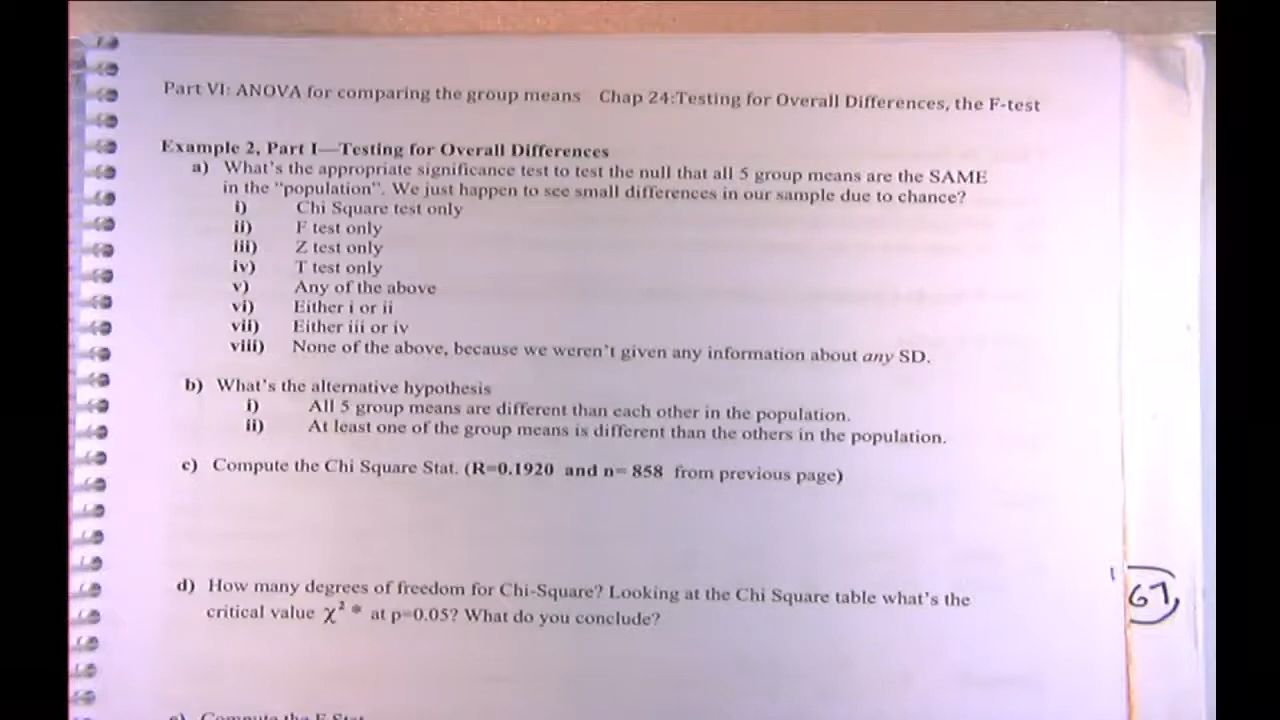 Part VI: ANOVA for comparing the group means Chap 24:Testing for Overall Differences, the F-test
Example 2, Part I—Testing for Overall Differences
a) What's the appropriate significance test to test the null that all 5 group means are the SAME
in the "population". We just happen to see small differences in our sample due to chance?
i) Chi Square test only
ii) F test only
iii) Z test only
iv) T test only
v) Any of the above
vi) Either i or ii
vii) Either iii or iv
viii) None of the above, because we weren't given any information about any SD.
b) What's the alternative hypothesis
i) All 5 group means are different than each other in the population.
ii) At least one of the group means is different than the others in the population.
c) Compute the Chi Square Stat. (R=0.1920 and n= 858 from previous page)
d) How many degrees of freedom for Chi-Square? Looking at the Chi Square table what's the
critical value χ² * at p=0.05? What do you conclude?
67
e) Compute the F Stat